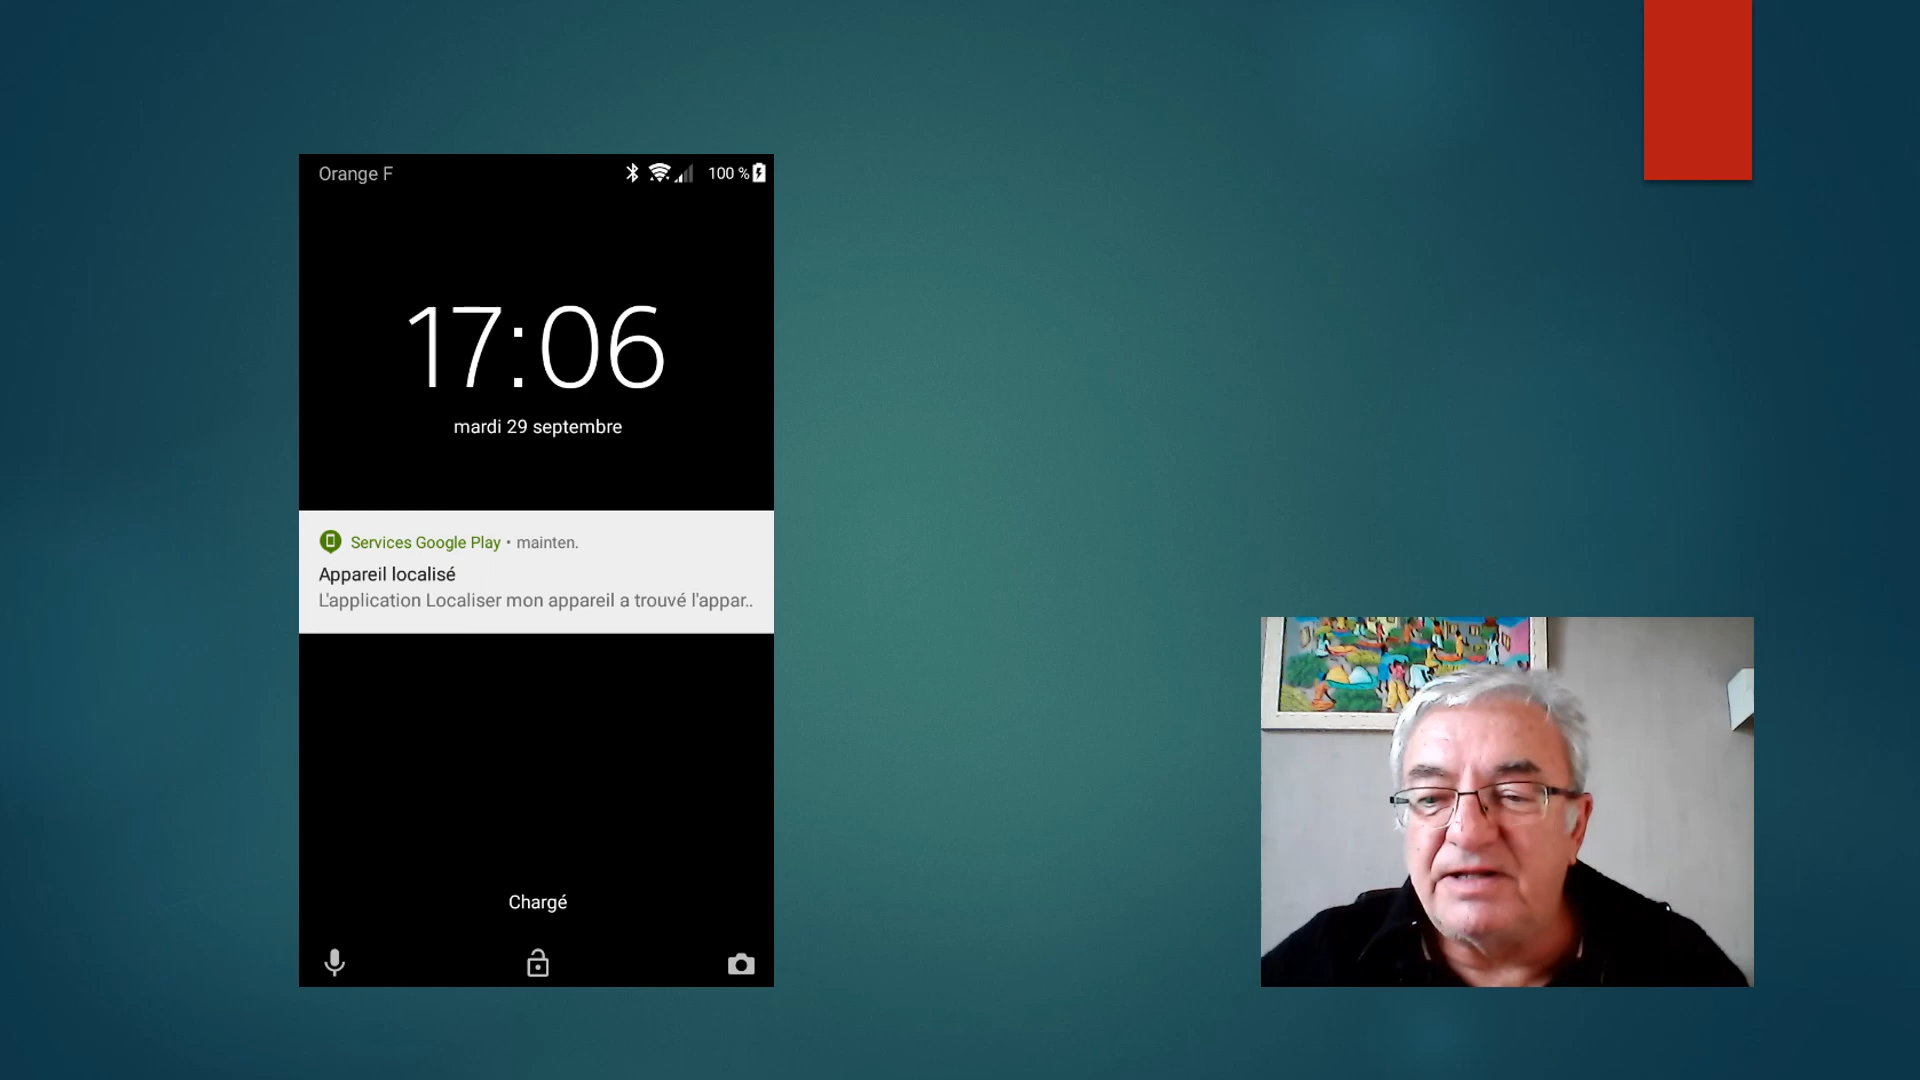 Orange F 100 %
17:06
mardi 29 septembre
Services Google Play • mainten.
Appareil localisé
L'application Localiser mon appareil a trouvé l'appar..
Chargé